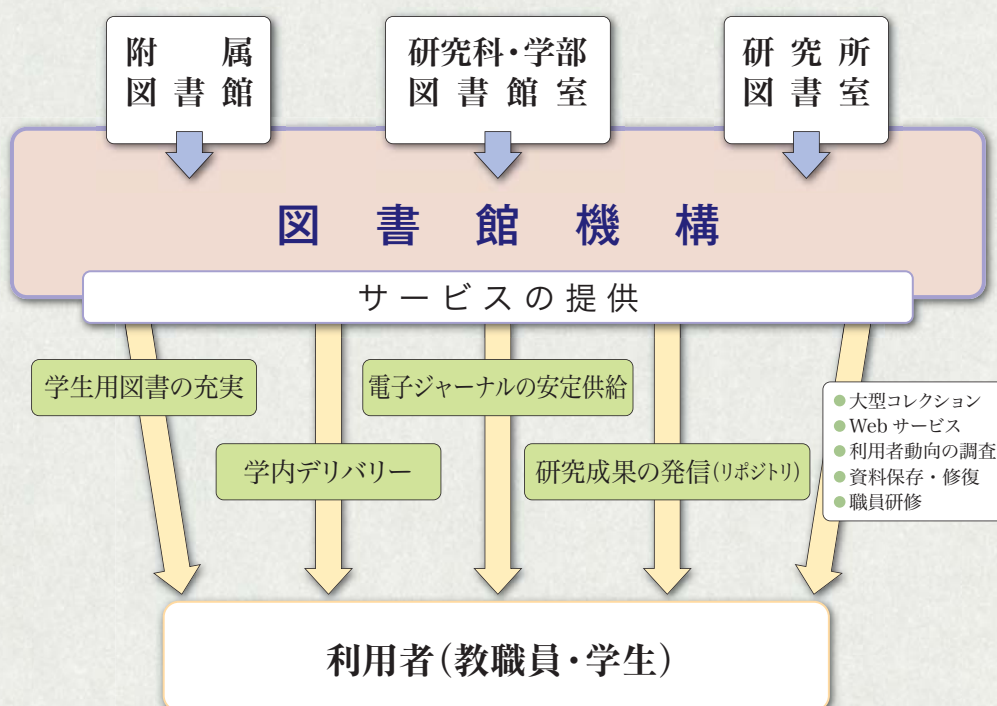 附属
図書館
研究科・学部
図書館室
研究所
図書室
図書館機構
サービスの提供
学生用図書の充実
電子ジャーナルの安定供給
学内デリバリー
研究成果の発信(リポジトリ)
●大型コレクション
●Web サービス
●利用者動向の調査
●資料保存・修復
●職員研修
利用者(教職員・学生)